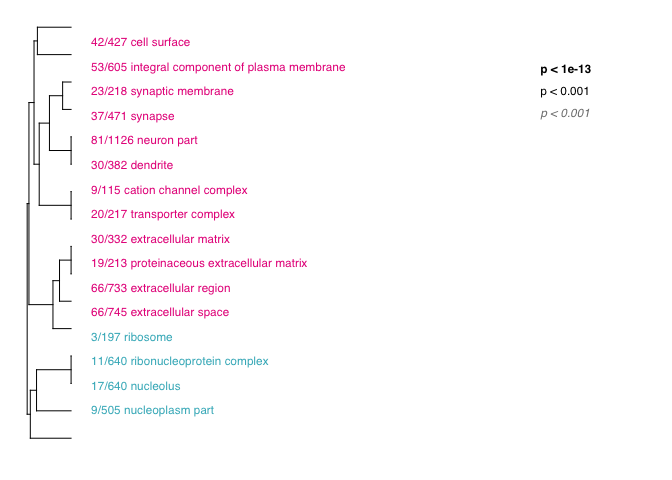 42/427 cell surface
53/605 integral component of plasma membrane
23/218 synaptic membrane
37/471 synapse
81/1126 neuron part
30/382 dendrite
9/115 cation channel complex
20/217 transporter complex
30/332 extracellular matrix
19/213 proteinaceous extracellular matrix
66/733 extracellular region
66/745 extracellular space
3/197 ribosome
11/640 ribonucleoprotein complex
17/640 nucleolus
9/505 nucleoplasm part
p < 1e-13
p < 0.001
p < 0.001